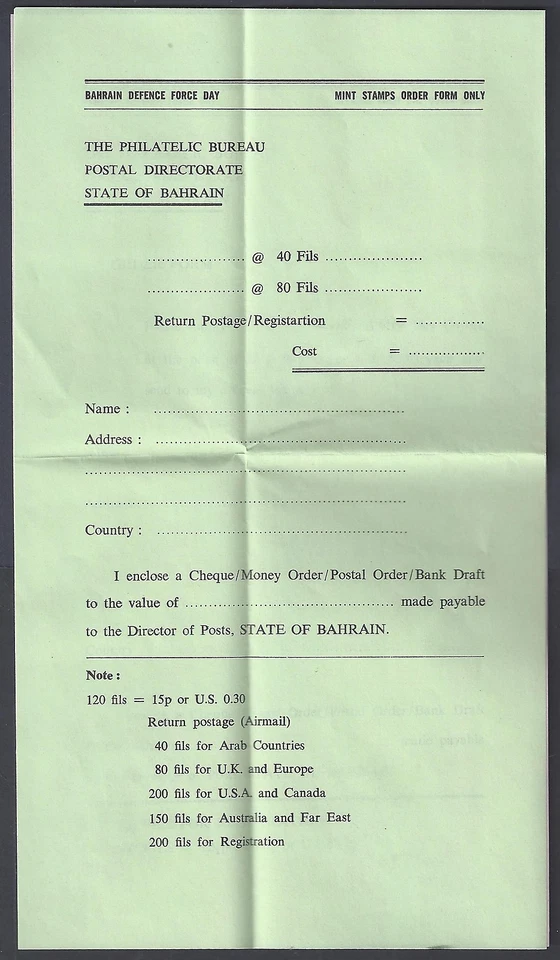 BAHRAIN DEFENCE FORCE DAY MINT STAMPS ORDER FORM ONLY
THE PHILATELIC BUREAU
POSTAL DIRECTORATE
STATE OF BAHRAIN
.................... @ 40 Fils ....................
.................... @ 80 Fils ....................
Return Postage/Registartion = ..............
Cost = ................
Name : ....................................................
Address : ....................................................
..................................................................
..................................................................
Country : ....................................................
I enclose a Cheque/Money Order/Postal Order/Bank Draft
to the value of .......................................... made payable
to the Director of Posts, STATE OF BAHRAIN.
Note :
120 fils = 15p or U.S. 0.30
Return postage (Airmail)
40 fils for Arab Countries
80 fils for U.K. and Europe
200 fils for U.S.A. and Canada
150 fils for Australia and Far East
200 fils for Registration